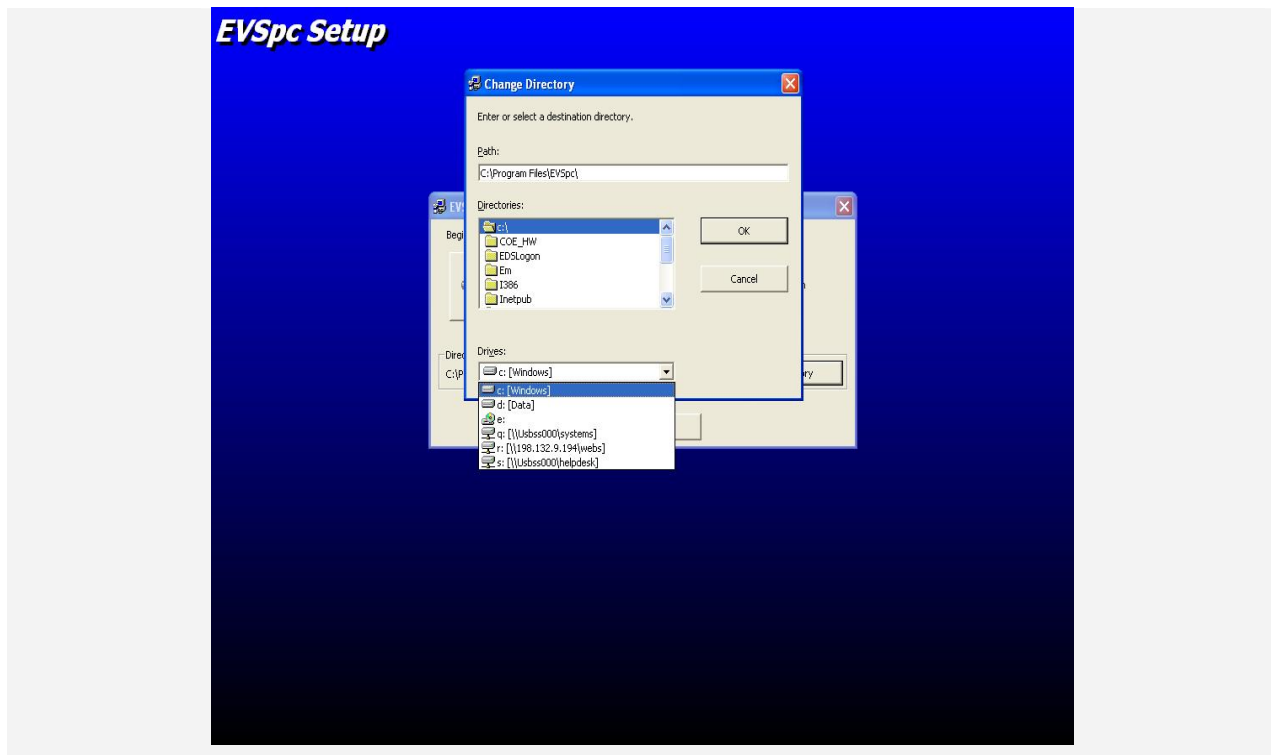 EVSpc Setup
Change Directory
Enter or select a destination directory.
Path:
C:\Program Files\EVSpc\
EV
Directories:
c:\
OK
Begi
COE_HW
EDSLogon
Em
Cancel
I386
Inetpub
Drives:
Direc
c: [Windows]
C:\P
ry
c: [Windows]
d: [Data]
e:
q: [\\Usbss000\systems]
r: [\\198.132.9.194\webs]
s: [\\Usbss000\helpdesk]